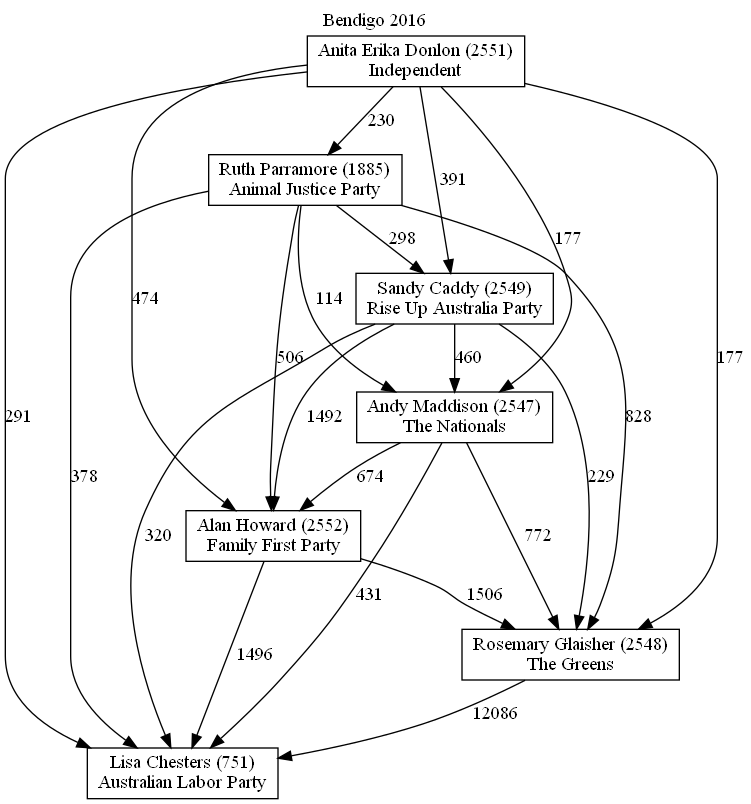 Bendigo 2016
Anita Erika Donlon (2551)
Independent
230
Ruth Parramore (1885)
Animal Justice Party
391
177
298
Sandy Caddy (2549)
Rise Up Australia Party
474
114
506
460
177
1492
Andy Maddison (2547)
The Nationals
291
828
378
674
229
Alan Howard (2552)
Family First Party
320
772
431
1506
1496
Rosemary Glaisher (2548)
The Greens
12086
Lisa Chesters (751)
Australian Labor Party